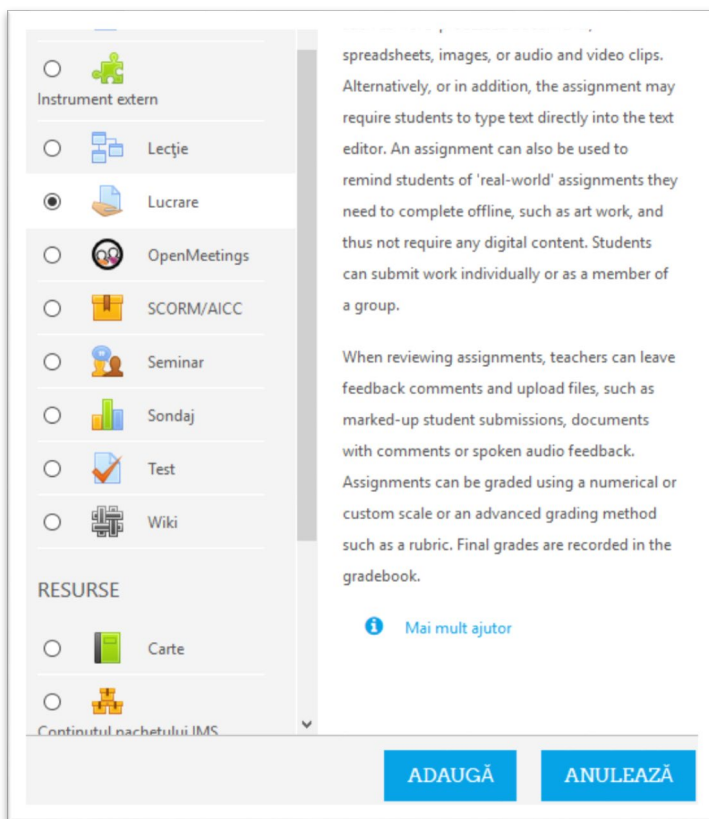 Instrument extern
Lecţie
Lucrare
OpenMeetings
SCORM/AICC
Seminar
Sondaj
Test
Wiki
RESURSE
Carte
Conţinutul pachetului IMS
spreadsheets, images, or audio and video clips.
Alternatively, or in addition, the assignment may
require students to type text directly into the text
editor. An assignment can also be used to
remind students of 'real-world' assignments they
need to complete offline, such as art work, and
thus not require any digital content. Students
can submit work individually or as a member of
a group.
When reviewing assignments, teachers can leave
feedback comments and upload files, such as
marked-up student submissions, documents
with comments or spoken audio feedback.
Assignments can be graded using a numerical or
custom scale or an advanced grading method
such as a rubric. Final grades are recorded in the
gradebook.
Mai mult ajutor
ADAUGĂ
ANULEAZĂ